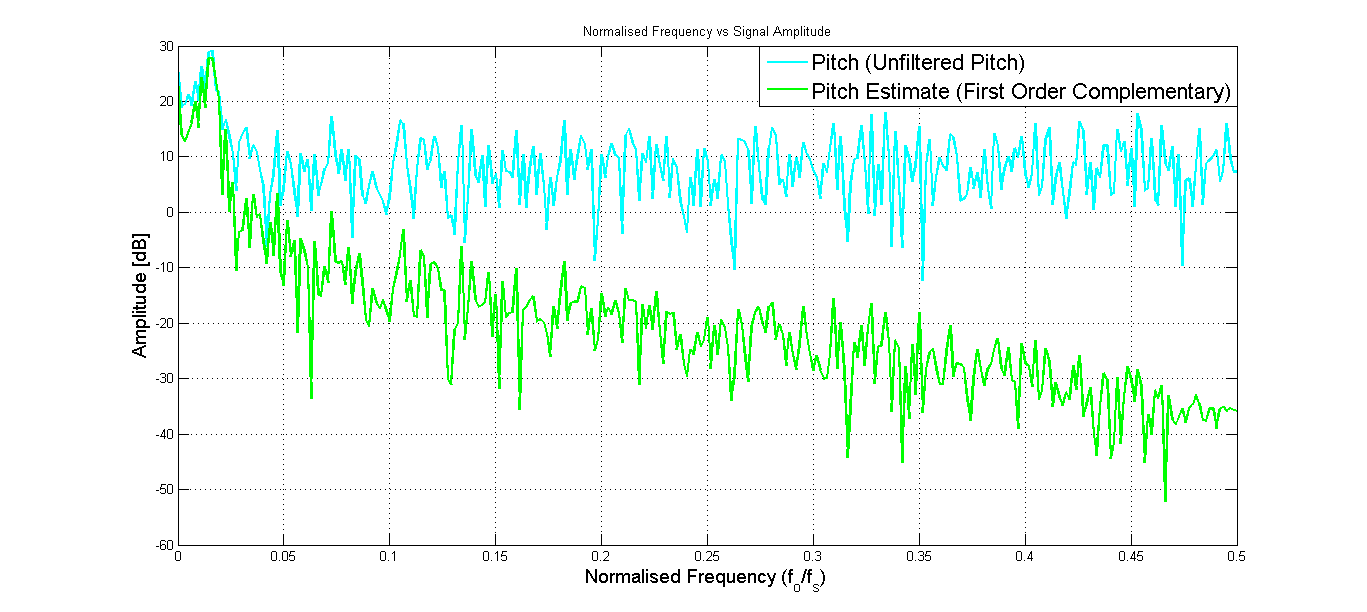 Normalised Frequency vs Signal Amplitude
Pitch (Unfiltered Pitch)
Pitch Estimate (First Order Complementary)
Amplitude [dB]
30
20
10
0
-10
-20
-30
-40
-50
-60
0 0.05 0.1 0.15 0.2 0.25 0.3 0.35 0.4 0.45 0.5
Normalised Frequency (fo/fs)